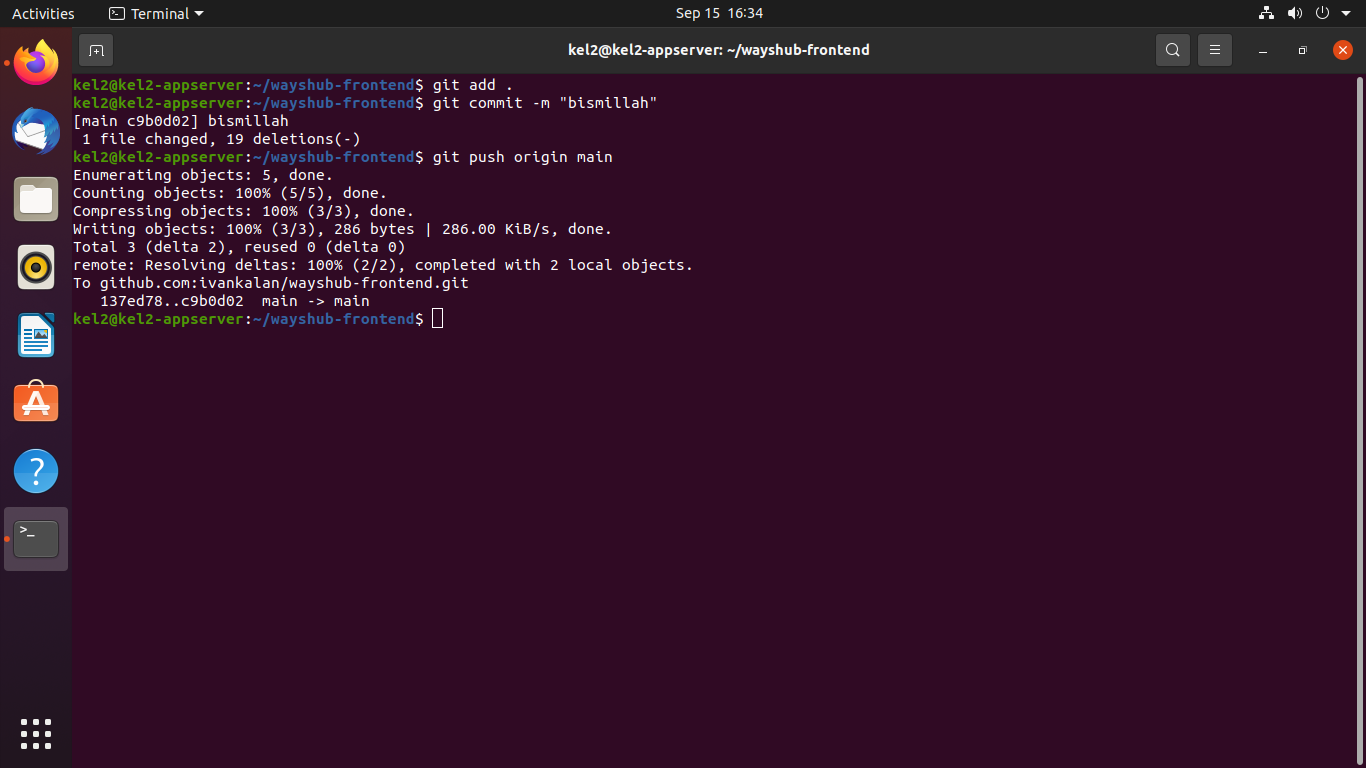 Activities
Terminal
Sep 15 16:34
kel2@kel2-appserver: ~/wayshub-frontend
kel2@kel2-appserver:~/wayshub-frontend$ git add .
kel2@kel2-appserver:~/wayshub-frontend$ git commit -m "bismillah"
[main c9b0d02] bismillah
 1 file changed, 19 deletions(-)
kel2@kel2-appserver:~/wayshub-frontend$ git push origin main
Enumerating objects: 5, done.
Counting objects: 100% (5/5), done.
Compressing objects: 100% (3/3), done.
Writing objects: 100% (3/3), 286 bytes | 286.00 KiB/s, done.
Total 3 (delta 2), reused 0 (delta 0)
remote: Resolving deltas: 100% (2/2), completed with 2 local objects.
To github.com:ivankalan/wayshub-frontend.git
   137ed78..c9b0d02  main -> main
kel2@kel2-appserver:~/wayshub-frontend$